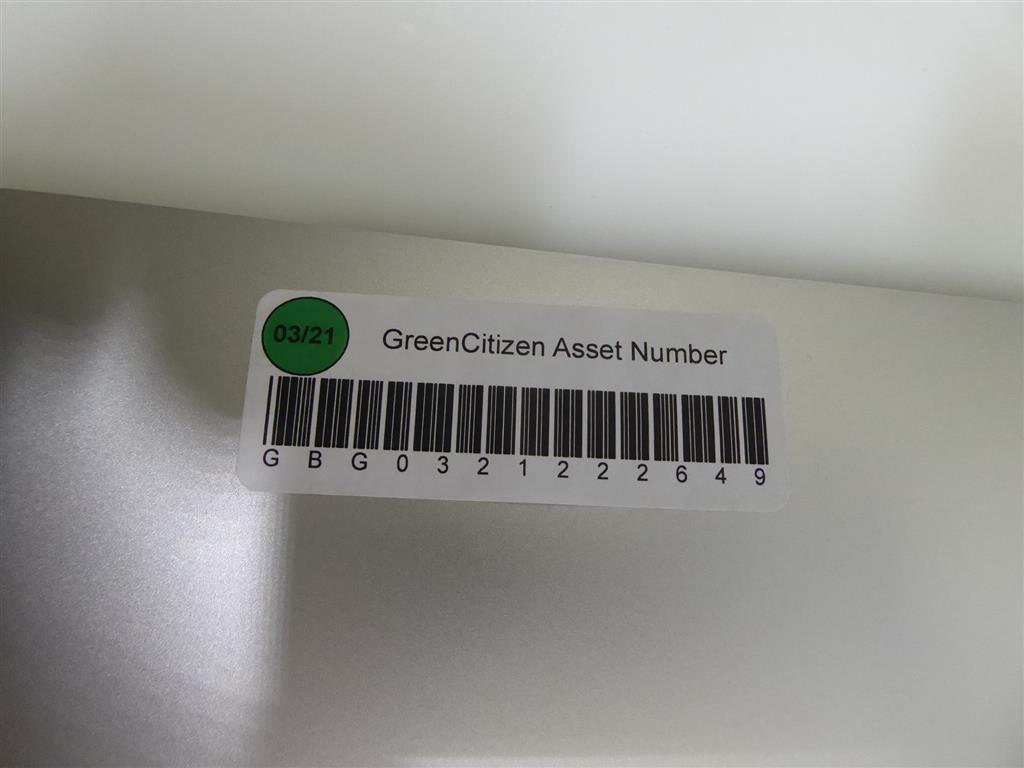 03/21
GreenCitizen Asset Number
G B G 0 3 2 1 2 2 2 6 4 9